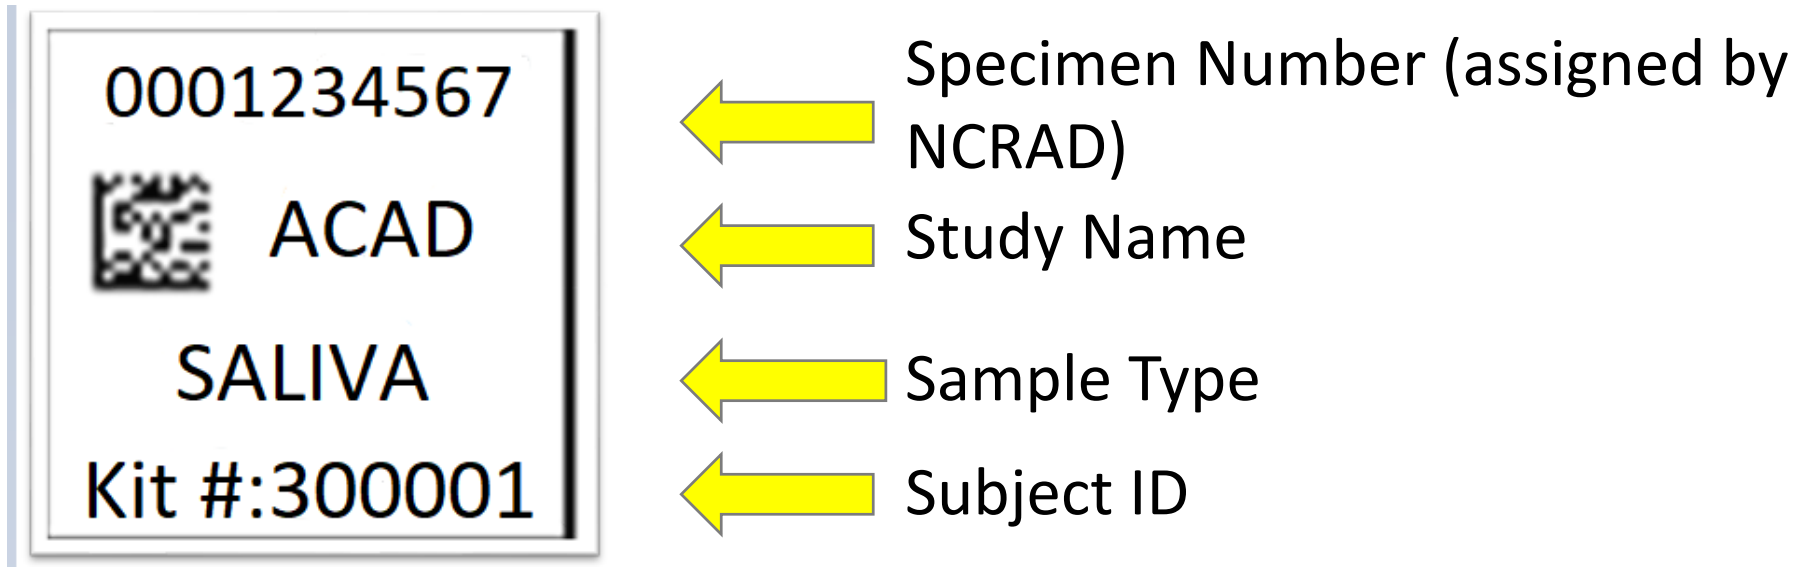 0001234567
Specimen Number (assigned by
NCRAD)
ACAD
Study Name
SALIVA
Sample Type
Kit #:300001
Subject ID